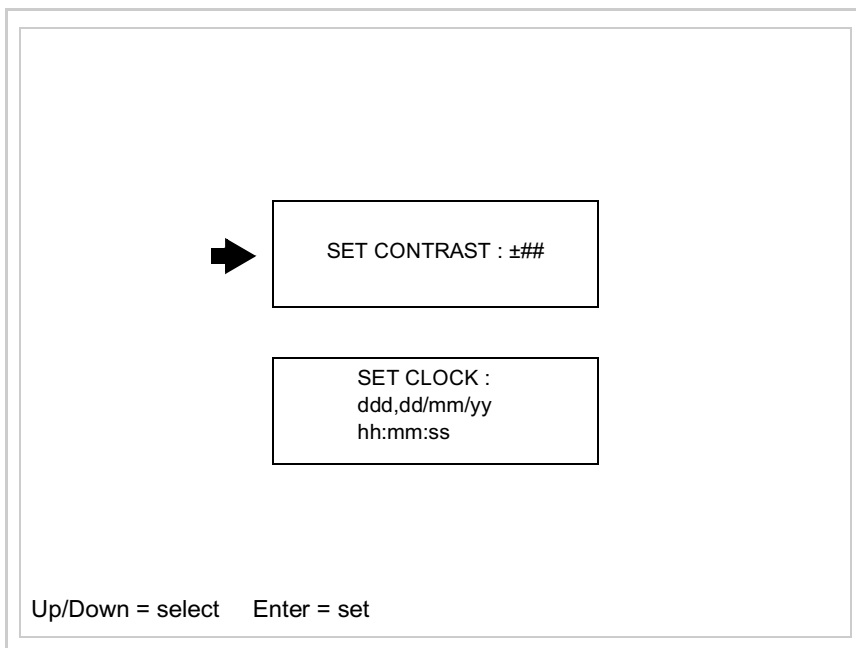 SET CONTRAST : ±##
SET CLOCK :
ddd,dd/mm/yy
hh:mm:ss
Up/Down = select Enter = set